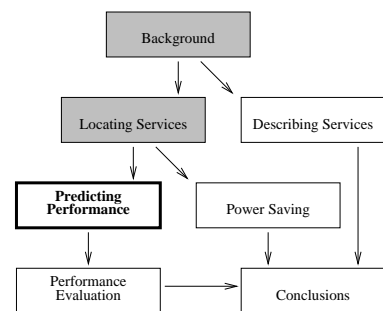 Background
Locating Services
Describing Services
Predicting
Performance
Power Saving
Performance
Evaluation
Conclusions